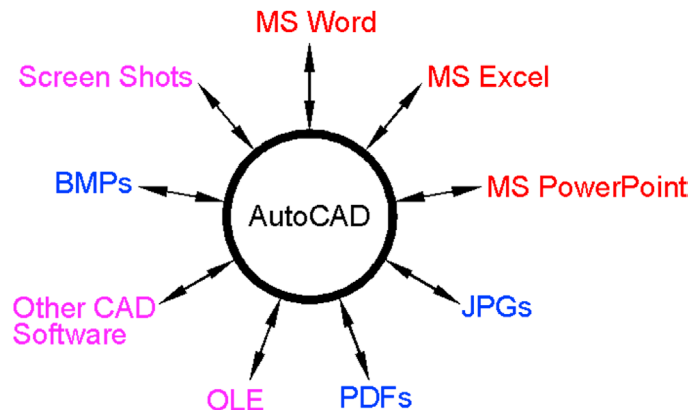 MS Word
Screen Shots
MS Excel
BMPs
MS PowerPoint
AutoCAD
Other CAD
Software
JPGs
OLE
PDFs